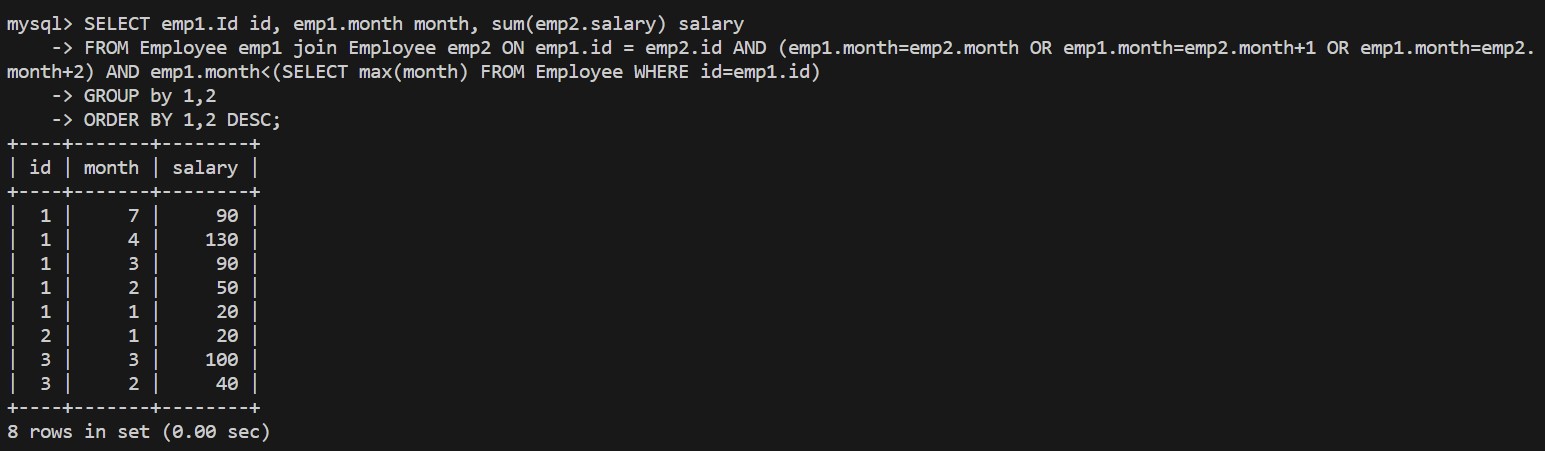 mysql> SELECT emp1.Id id, emp1.month month, sum(emp2.salary) salary
    -> FROM Employee emp1 join Employee emp2 ON emp1.id = emp2.id AND (emp1.month=emp2.month OR emp1.month=emp2.month+1 OR emp1.month=emp2.
month+2) AND emp1.month<(SELECT max(month) FROM Employee WHERE id=emp1.id)
    -> GROUP by 1,2
    -> ORDER BY 1,2 DESC;
+----+-------+--------+
| id | month | salary |
+----+-------+--------+
|  1 |     7 |     90 |
|  1 |     4 |    130 |
|  1 |     3 |     90 |
|  1 |     2 |     50 |
|  1 |     1 |     20 |
|  2 |     1 |     20 |
|  3 |     3 |    100 |
|  3 |     2 |     40 |
+----+-------+--------+
8 rows in set (0.00 sec)